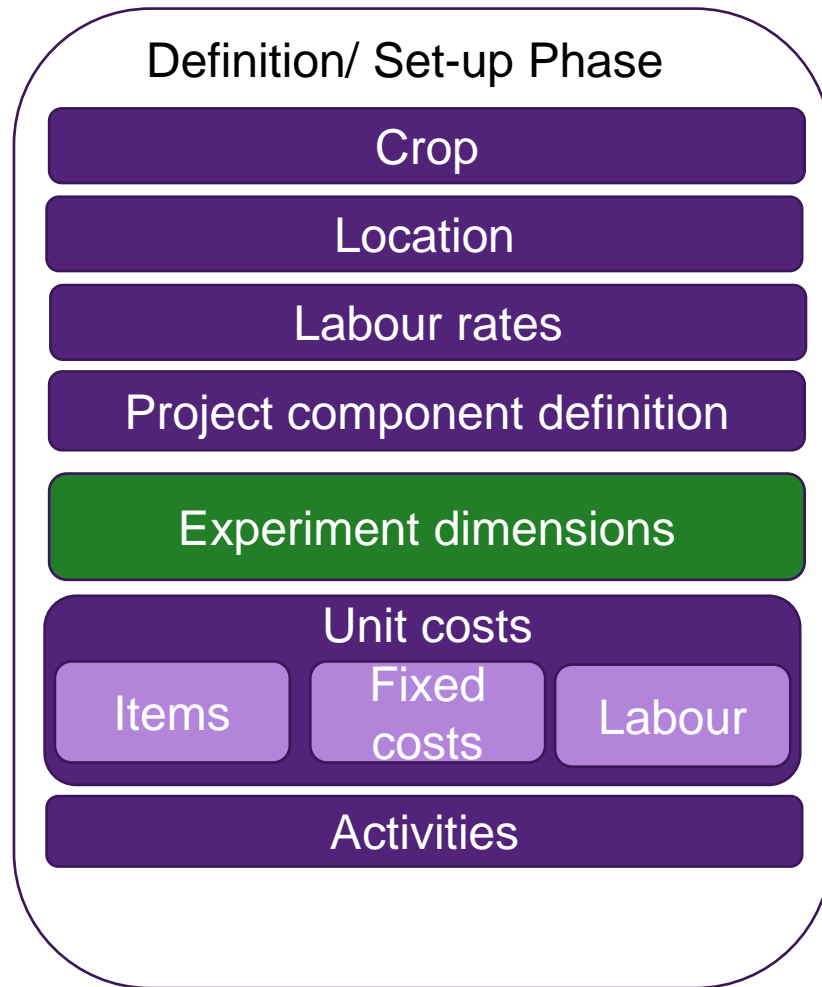 Definition/ Set-up Phase
Crop
Location
Labour rates
Project component definition
Experiment dimensions
Unit costs
Items
Fixed
costs
Labour
Activities